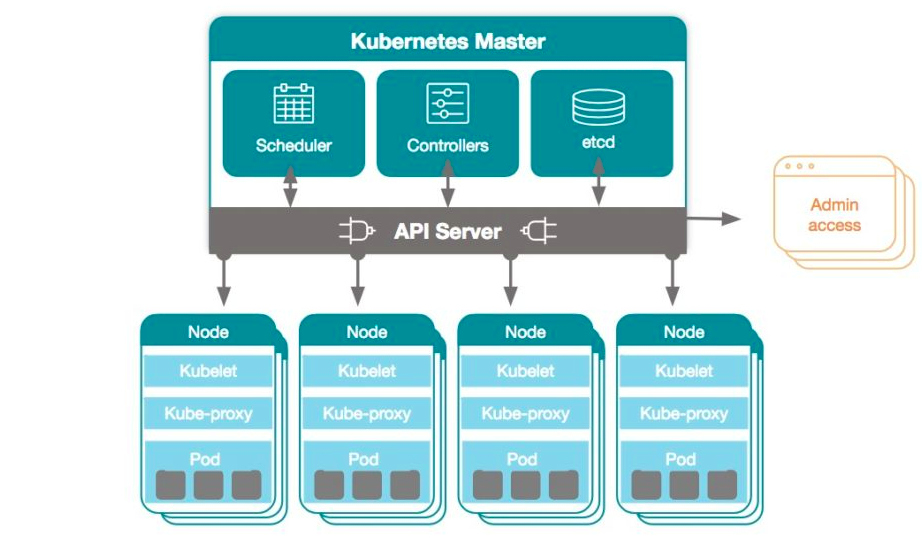 Kubernetes Master
Scheduler
Controllers
etcd
API Server
Admin
access
Node
Kubelet
Kube-proxy
Pod
Node
Kubelet
Kube-proxy
Pod
Node
Kubelet
Kube-proxy
Pod
Node
Kubelet
Kube-proxy
Pod